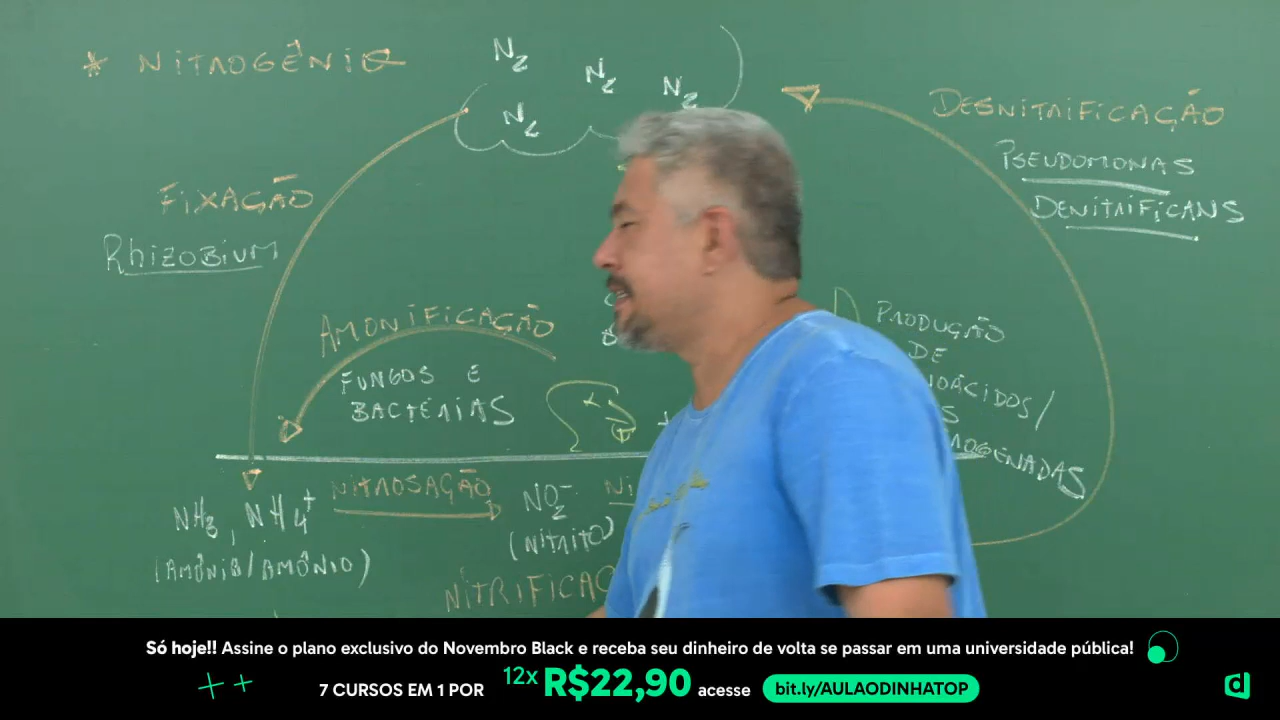 * NITROGÊNIO
N2
N2
N2
N2
DESNITRIFICAÇÃO
PSEUDOMONAS
DENITRIFICANS
FIXAÇÃO
RhizoBIUM
AMONIFICAÇÃO
FUNGOS E
BACTÉRIAS
PRODUÇÃO
DE
NITROSAÇÃO
NH3, NH4+
(AMÔNIA/AMÔNIO)
NO2-
(NITRITO)
Só hoje!! Assine o plano exclusivo do Novembro Black e receba seu dinheiro de volta se passar em uma universidade pública!
7 CURSOS EM 1 POR 12x R$22,90 acesse bit.ly/AULAODINHATOP
d